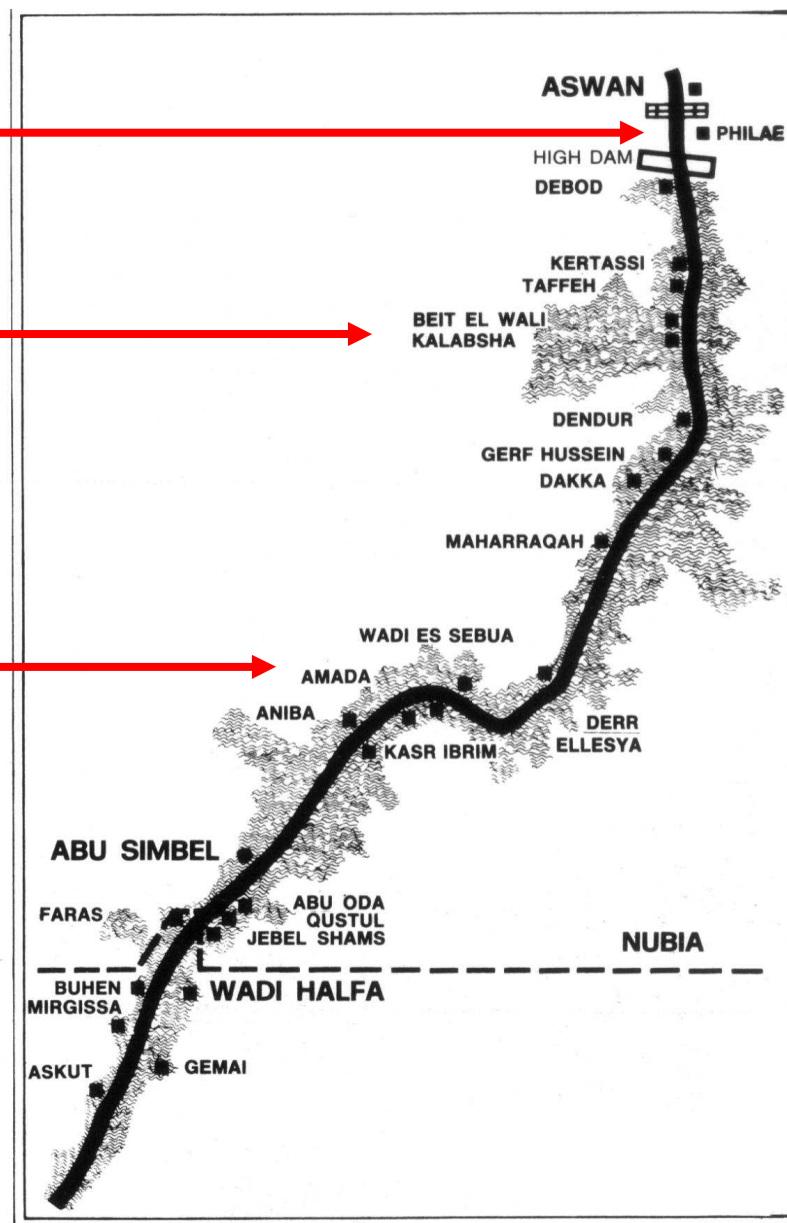 ASWAN
PHILAE
HIGH DAM
DEBOD
KERTASSI
TAFFEH
BEIT EL WALI
KALABSHA
DENDUR
GERF HUSSEIN
DAKKA
MAHARRAQAH
WADI ES SEBUA
AMADA
ANIBA
DERR
ELLESYA
KASR IBRIM
ABU SIMBEL
FARAS
ABU ODA
QUSTUL
JEBEL SHAMS
NUBIA
BUHEN
MIRGISSA
WADI HALFA
ASKUT
GEMAI